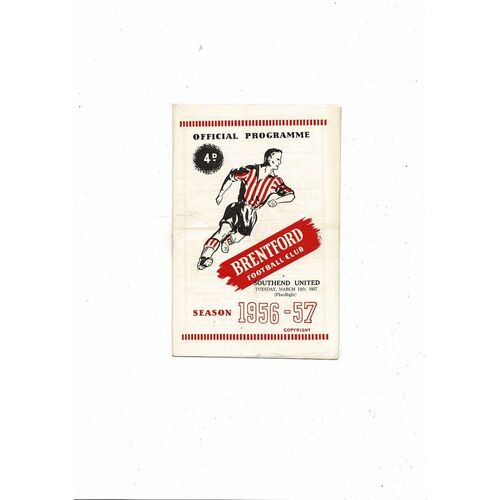 OFFICIAL PROGRAMME
4D
BRENTFORD
FOOTBALL CLUB
SOUTHEND UNITED
TUESDAY, MARCH 12th, 1957
(Floodlight)
SEASON 1956-57
COPYRIGHT